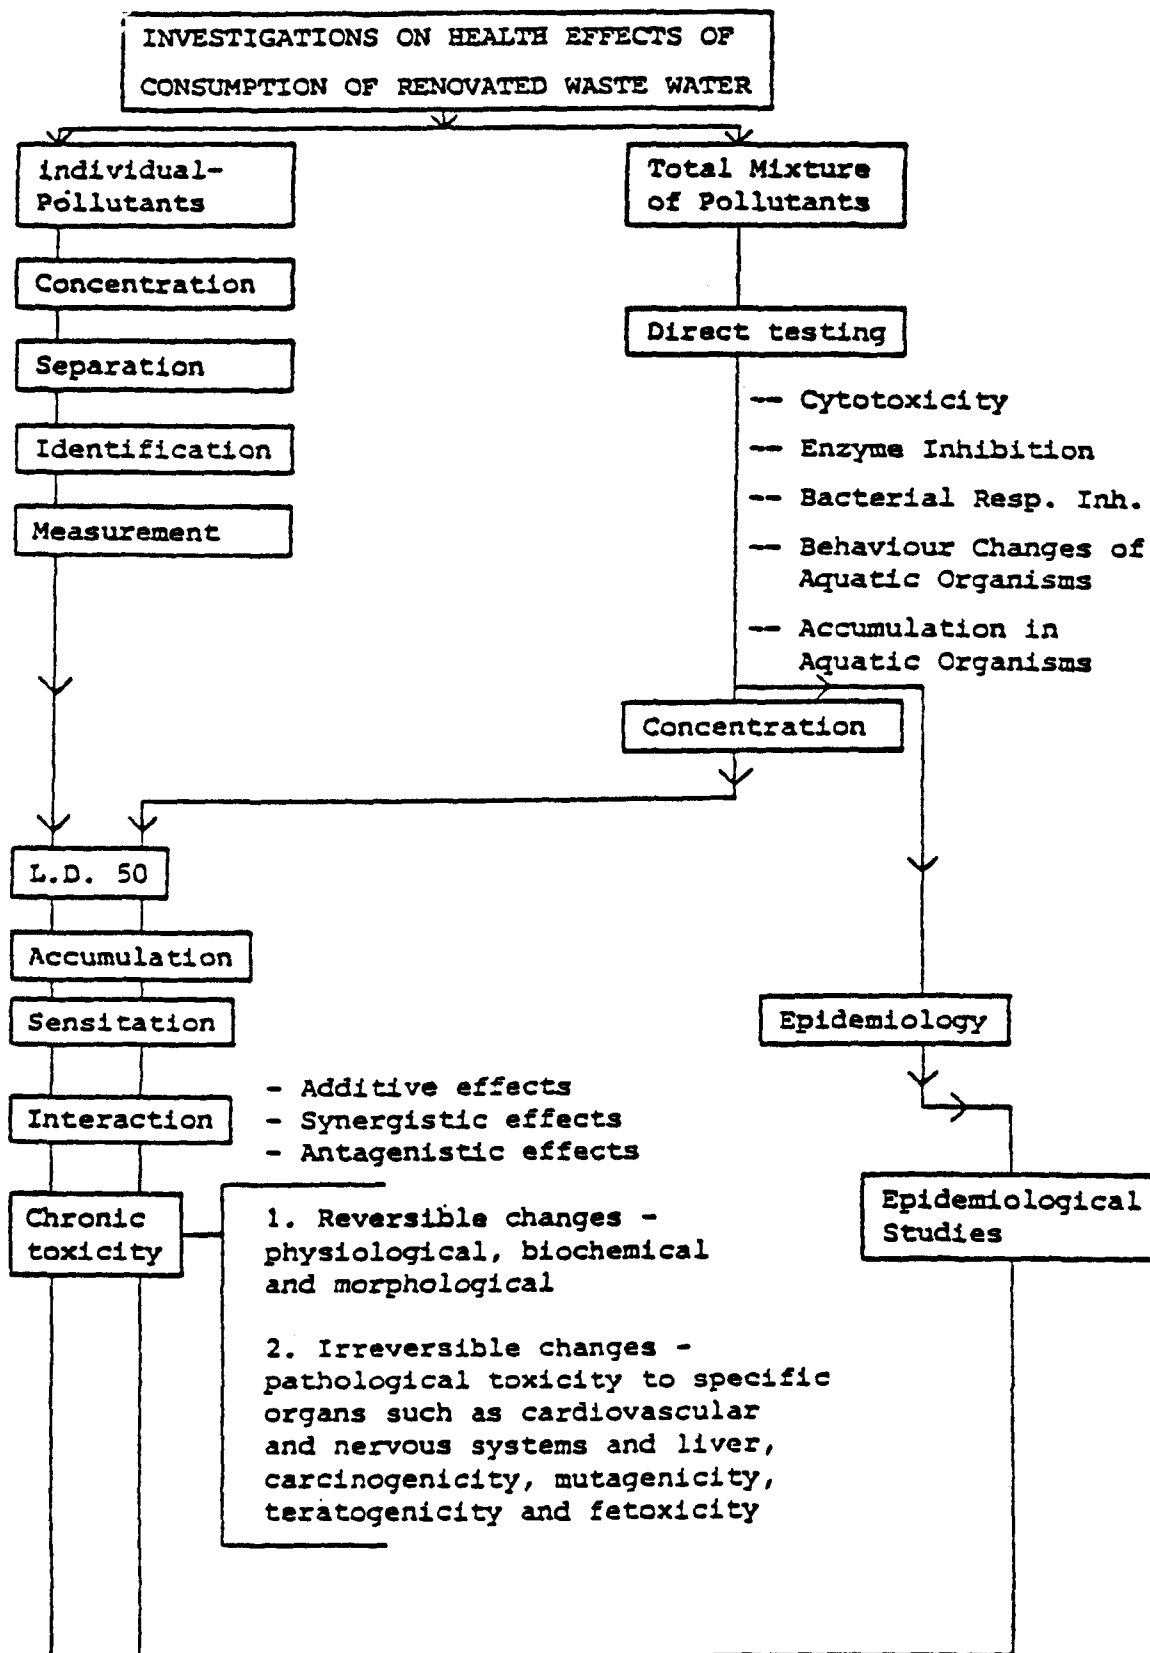 INVESTIGATIONS ON HEALTH EFFECTS OF
CONSUMPTION OF RENOVATED WASTE WATER
individual-
Pollutants
Total Mixture
of Pollutants
Concentration
Direct testing
Separation
-- Cytotoxicity
Identification
-- Enzyme Inhibition
-- Bacterial Resp. Inh.
Measurement
-- Behaviour Changes of
Aquatic Organisms
-- Accumulation in
Aquatic Organisms
Concentration
L.D. 50
Accumulation
Sensitation
Epidemiology
Interaction
- Additive effects
- Synergistic effects
- Antagenistic effects
Chronic
toxicity
1. Reversible changes -
physiological, biochemical
and morphological
Epidemiological
Studies
2. Irreversible changes -
pathological toxicity to specific
organs such as cardiovascular
and nervous systems and liver,
carcinogenicity, mutagenicity,
teratogenicity and fetoxicity